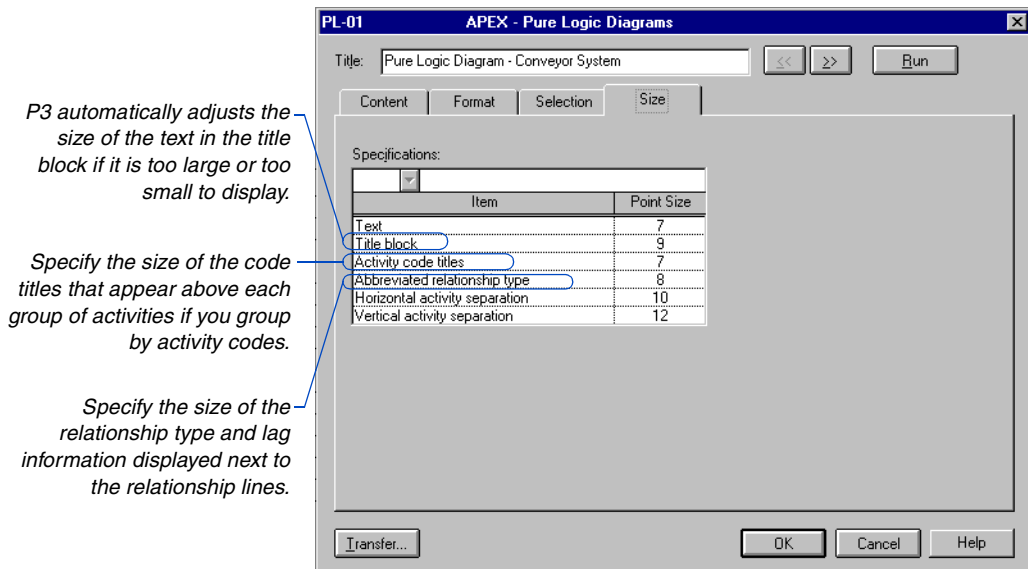 PL-01 APEX - Pure Logic Diagrams
Title: Pure Logic Diagram - Conveyor System << >> Run
Content Format Selection Size
P3 automatically adjusts the
size of the text in the title
block if it is too large or too
small to display.
Specify the size of the code
titles that appear above each
group of activities if you group
by activity codes.
Specify the size of the
relationship type and lag
information displayed next to
the relationship lines.
Specifications:
Item Point Size
Text 7
Title block 9
Activity code titles 7
Abbreviated relationship type 8
Horizontal activity separation 10
Vertical activity separation 12
Transfer... OK Cancel Help